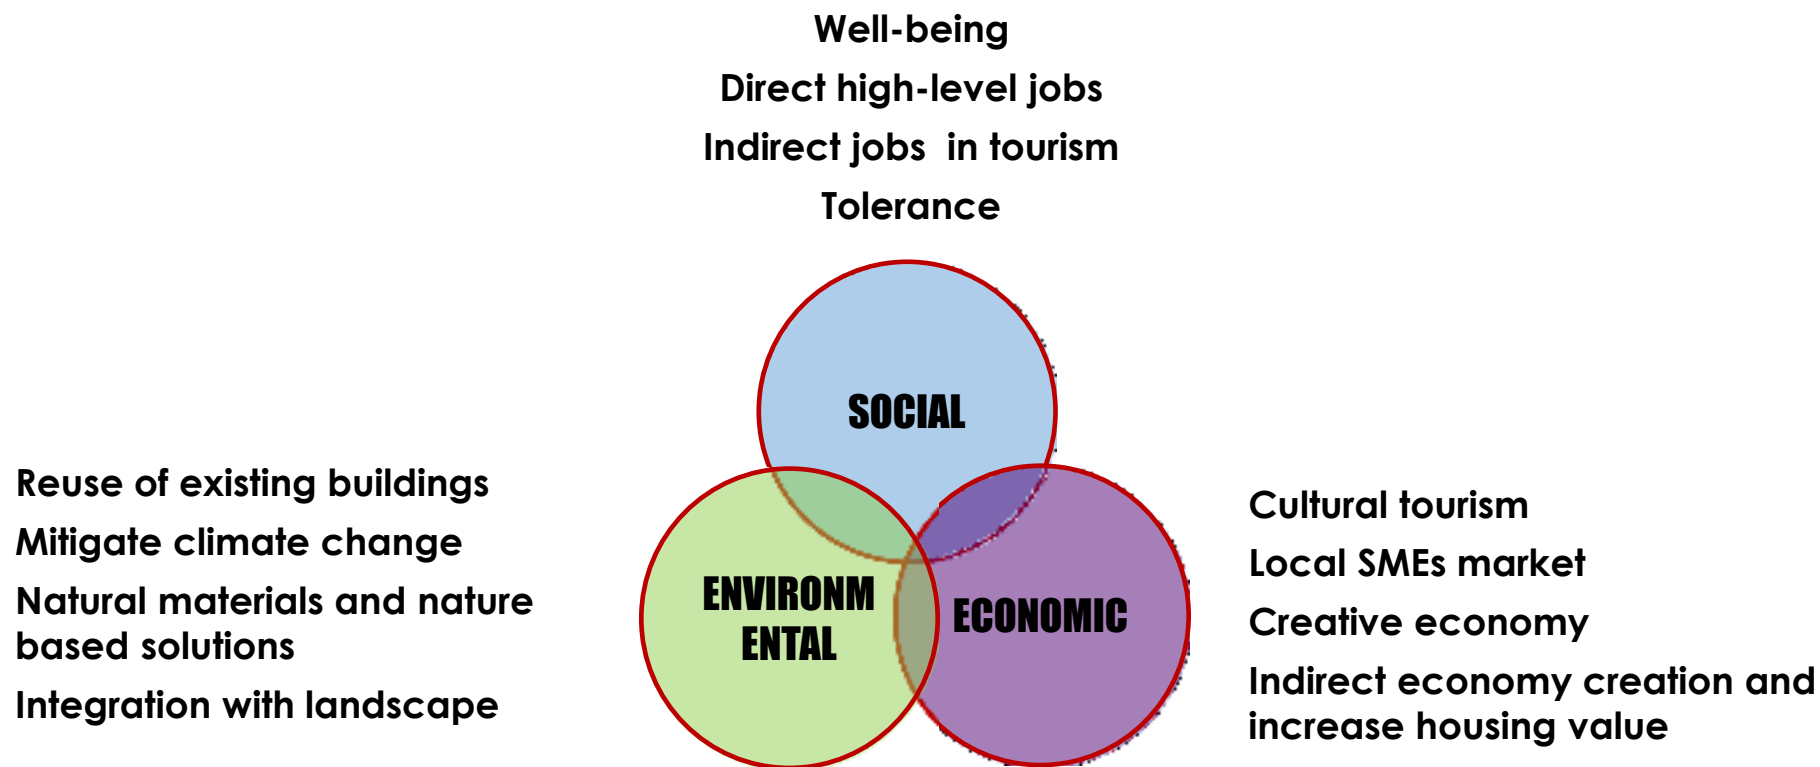 Well-being
Direct high-level jobs
Indirect jobs  in tourism
Tolerance
SOCIAL
Reuse of existing buildings
Mitigate climate change
Natural materials and nature
based solutions
Integration with landscape
ENVIRONM
ENTAL
ECONOMIC
Cultural tourism
Local SMEs market
Creative economy
Indirect economy creation and
increase housing value